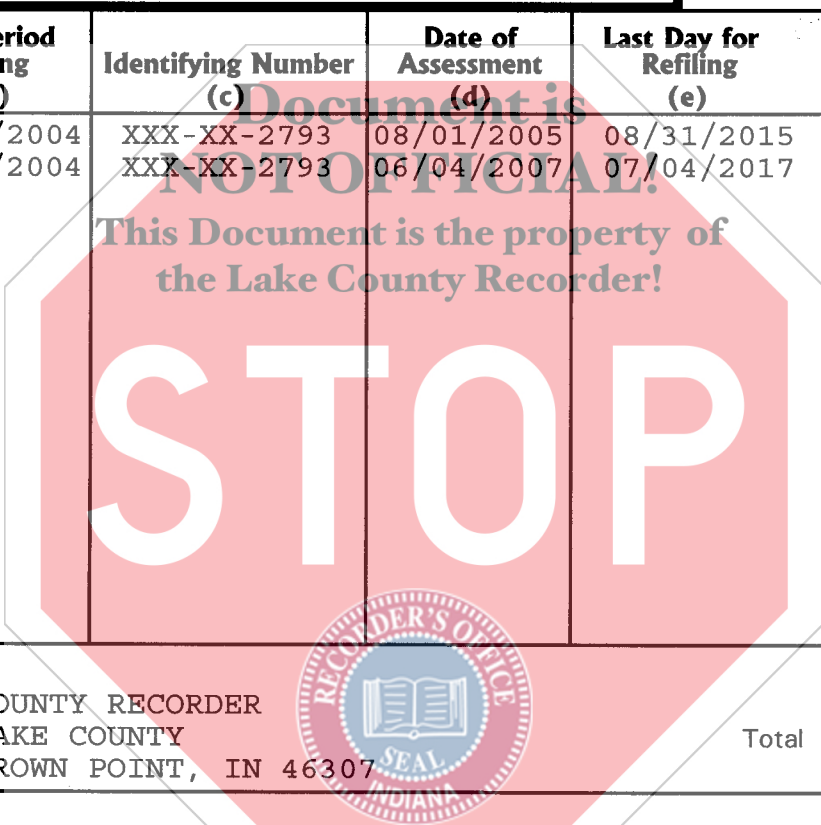 eriod ng )
Identifying Number (c)
Date of Assessment (d)
Last Day for Refiling (e)
/2004 XXX-XX-2793 08/01/2005 08/31/2015
/2004 XXX-XX-2793 06/04/2007 07/04/2017
Document is
NOT OFFICIAL!
This Document is the property of
the Lake County Recorder!
STOP
RECORDER'S OFFICE
SEAL
INDIANA
OUNTY RECORDER
AKE COUNTY
ROWN POINT, IN 46307
Total